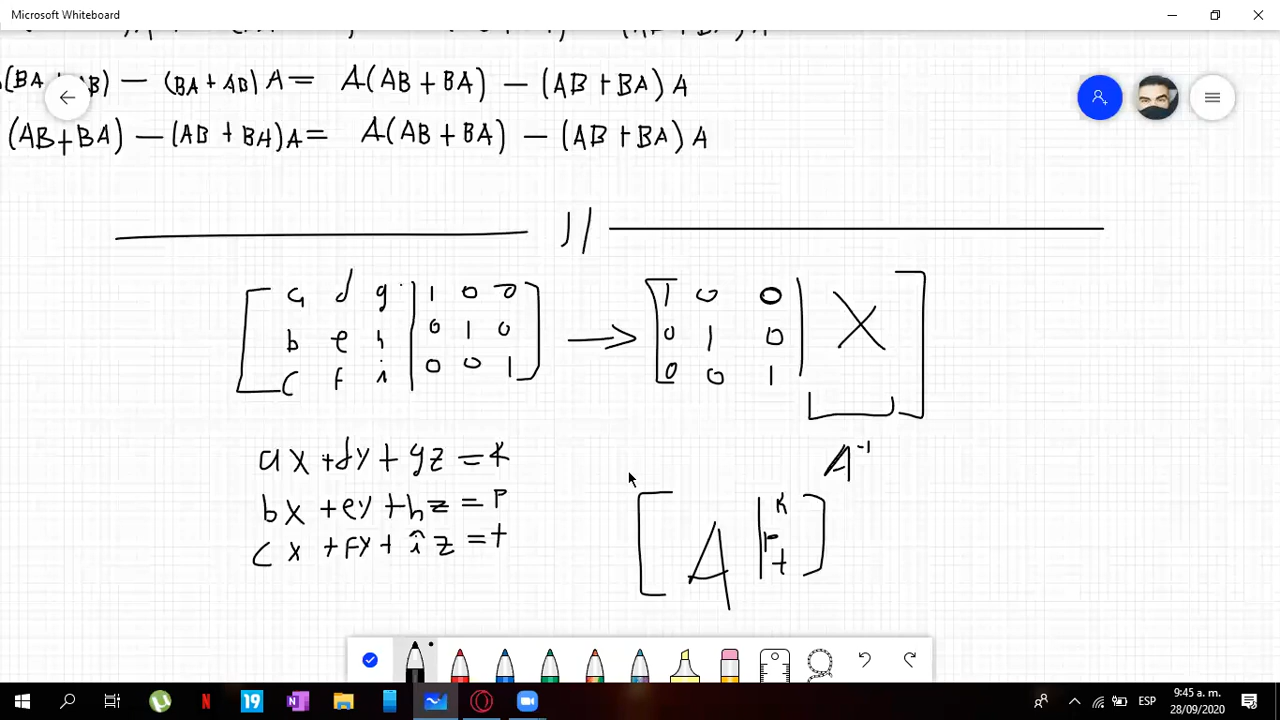 Microsoft Whiteboard
(BA + AB) — (BA + AB) A = A(AB + BA) — (AB + BA) A
(AB+BA) — (AB + BA)A = A(AB + BA) — (AB + BA) A
//
a d g | 1 0 0
b e h | 0 1 0
c f i | 0 0 1
→
1 0 0 |
0 1 0 | X
0 0 1 |
A⁻¹
ax + dy + gz = k
bx + ey + hz = P
cx + fy + iz = t
[ A | k
P
t ]
19
N
ESP
9:45 a. m.
28/09/2020